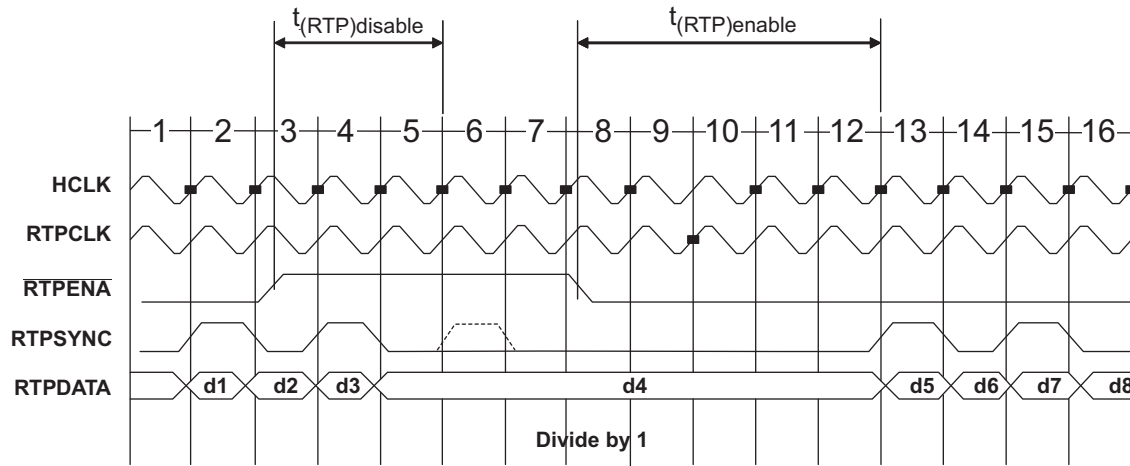 t(RTP)disable
t(RTP)enable
1 2 3 4 5 6 7 8 9 10 11 12 13 14 15 16
HCLK
RTPCLK
RTPENA
RTPSYNC
RTPDATA d1 d2 d3 d4 d5 d6 d7 d8
Divide by 1